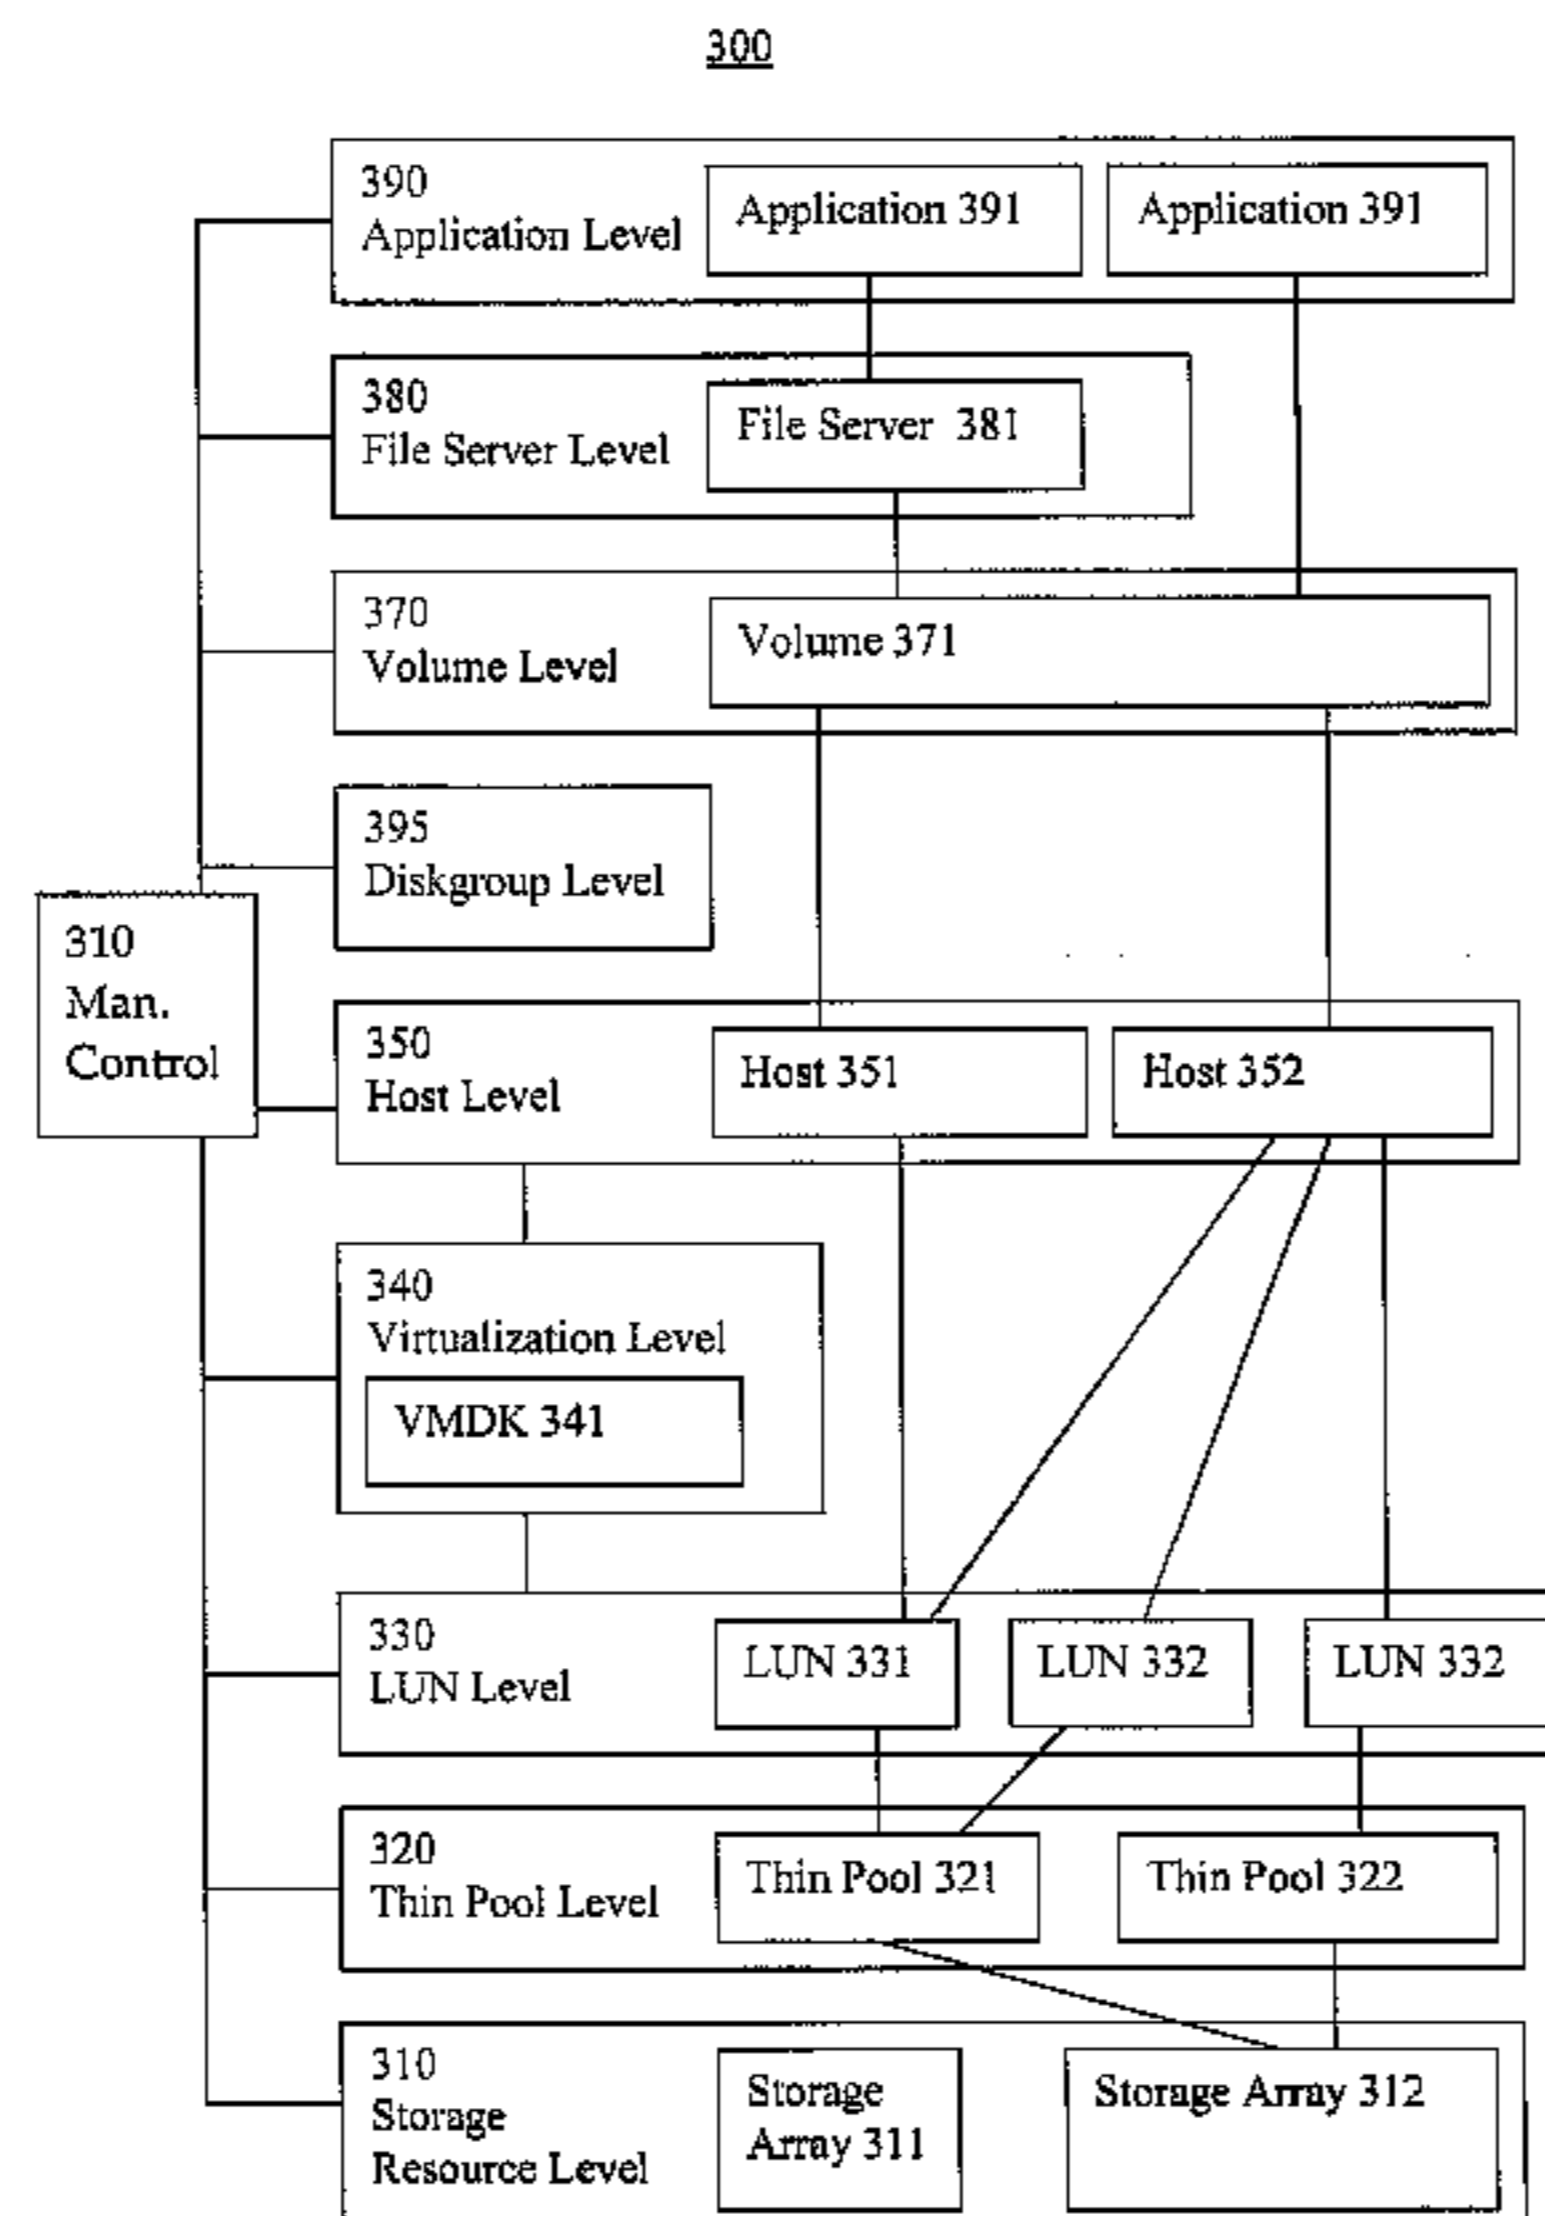 300
390
Application Level
Application 391
Application 391
380
File Server Level
File Server 381
370
Volume Level
Volume 371
395
Diskgroup Level
310
Man.
Control
350
Host Level
Host 351
Host 352
340
Virtualization Level
VMDK 341
330
LUN Level
LUN 331
LUN 332
LUN 332
320
Thin Pool Level
Thin Pool 321
Thin Pool 322
310
Storage
Resource Level
Storage
Array 311
Storage Array 312